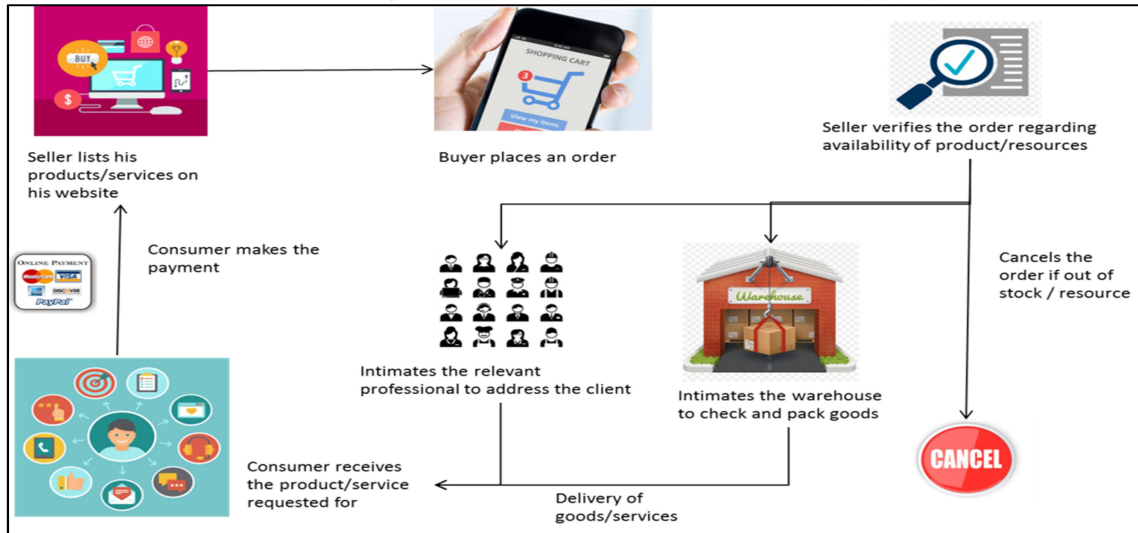 BUY
$
SHOPPING CART
3
View my items
Seller lists his
products/services on
his website
Buyer places an order
Seller verifies the order regarding
availability of product/resources
Consumer makes the
payment
ONLINE PAYMENT
MasterCard VISA
DISCOVER
PayPal
Warehouse
Cancels the
order if out of
stock / resource
Intimates the relevant
professional to address the client
Intimates the warehouse
to check and pack goods
CANCEL
Consumer receives
the product/service
requested for
Delivery of
goods/services